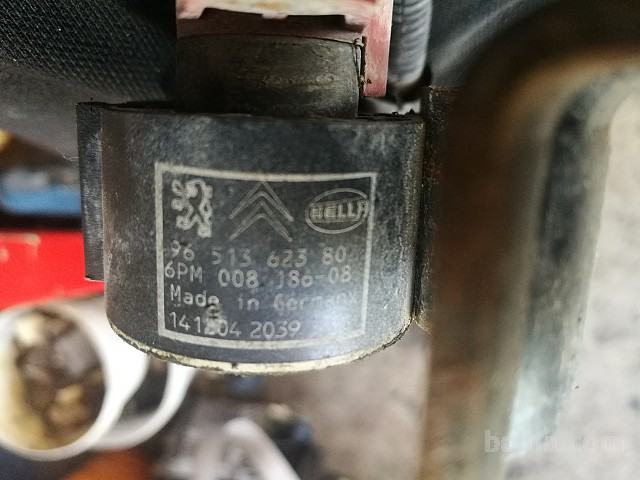 HELLA
96 513 623 80
6PM 008 186-08
Made in Germany
141204 2039